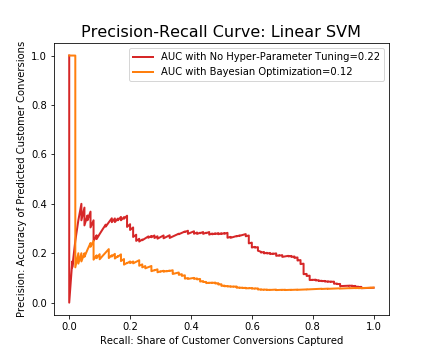 Precision-Recall Curve: Linear SVM
AUC with No Hyper-Parameter Tuning=0.22
AUC with Bayesian Optimization=0.12
Precision: Accuracy of Predicted Customer Conversions
1.0
0.8
0.6
0.4
0.2
0.0
0.0 0.2 0.4 0.6 0.8 1.0
Recall: Share of Customer Conversions Captured